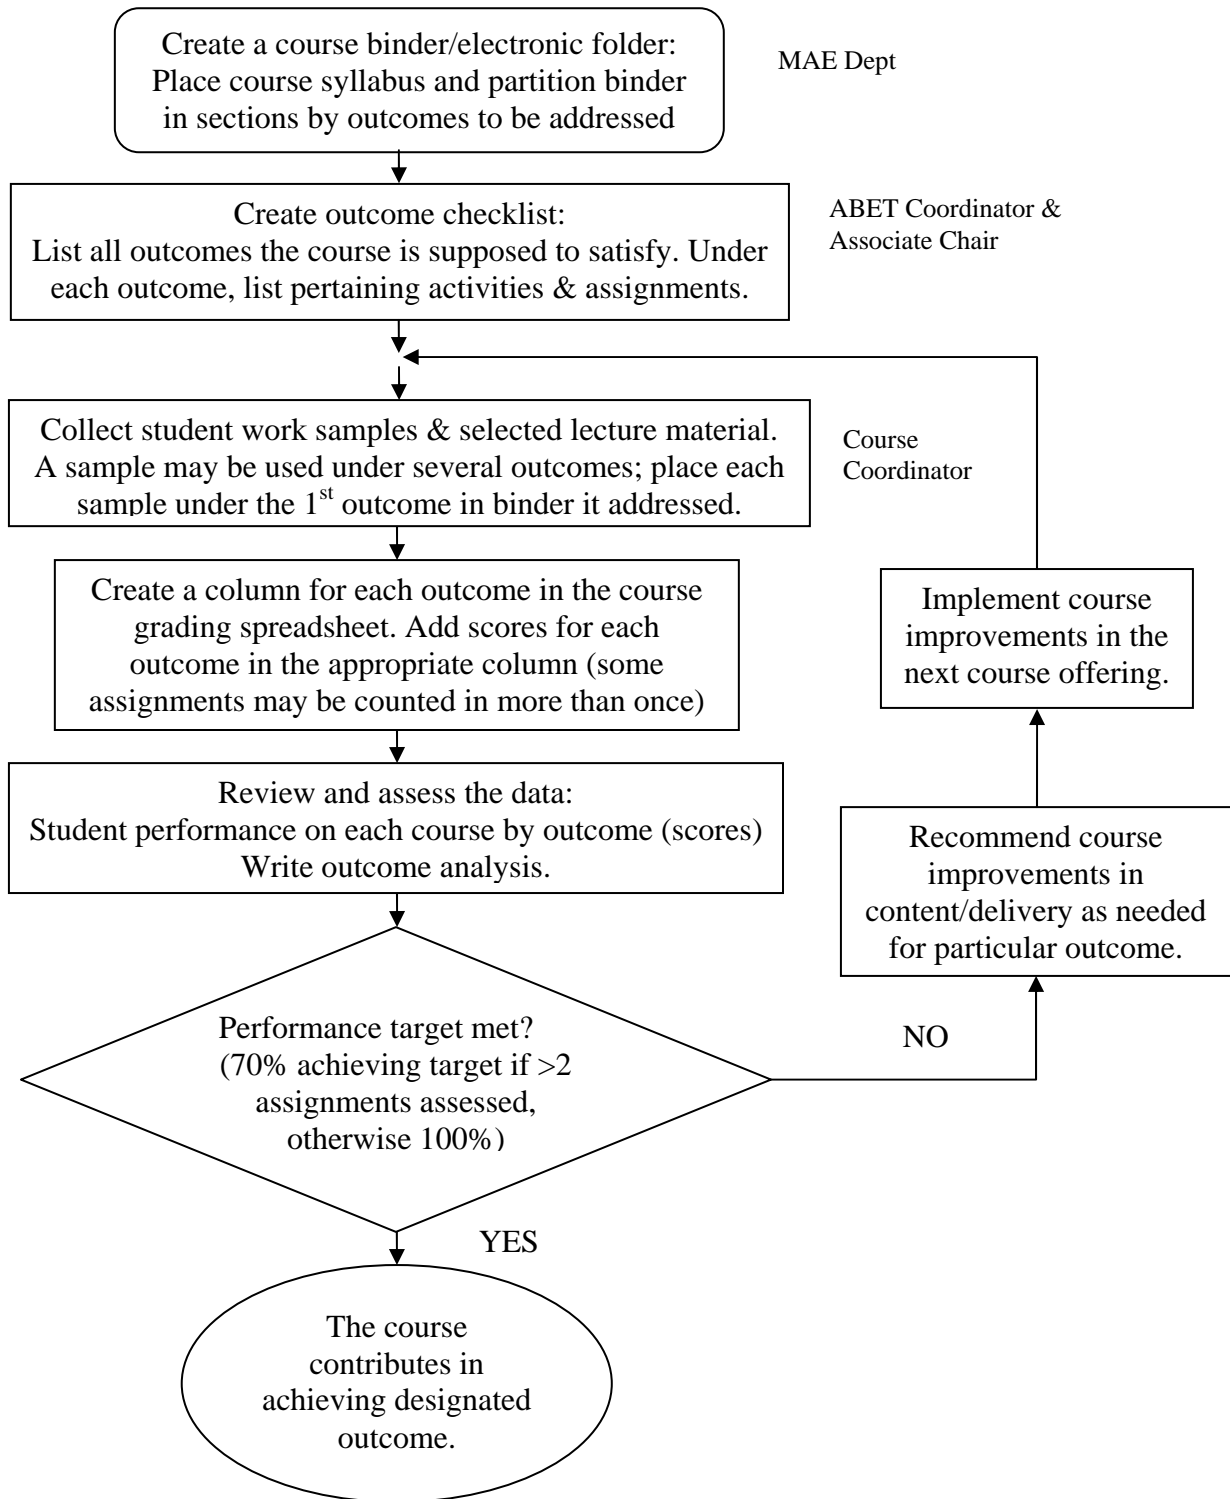 Create a course binder/electronic folder:
Place course syllabus and partition binder
in sections by outcomes to be addressed
MAE Dept
Create outcome checklist:
List all outcomes the course is supposed to satisfy. Under
each outcome, list pertaining activities & assignments.
ABET Coordinator &
Associate Chair
Collect student work samples & selected lecture material.
A sample may be used under several outcomes; place each
sample under the 1st outcome in binder it addressed.
Course
Coordinator
Create a column for each outcome in the course
grading spreadsheet. Add scores for each
outcome in the appropriate column (some
assignments may be counted in more than once)
Implement course
improvements in the
next course offering.
Review and assess the data:
Student performance on each course by outcome (scores)
Write outcome analysis.
Recommend course
improvements in
content/delivery as needed
for particular outcome.
Performance target met?
(70% achieving target if >2
assignments assessed,
otherwise 100%)
NO
YES
The course
contributes in
achieving designated
outcome.